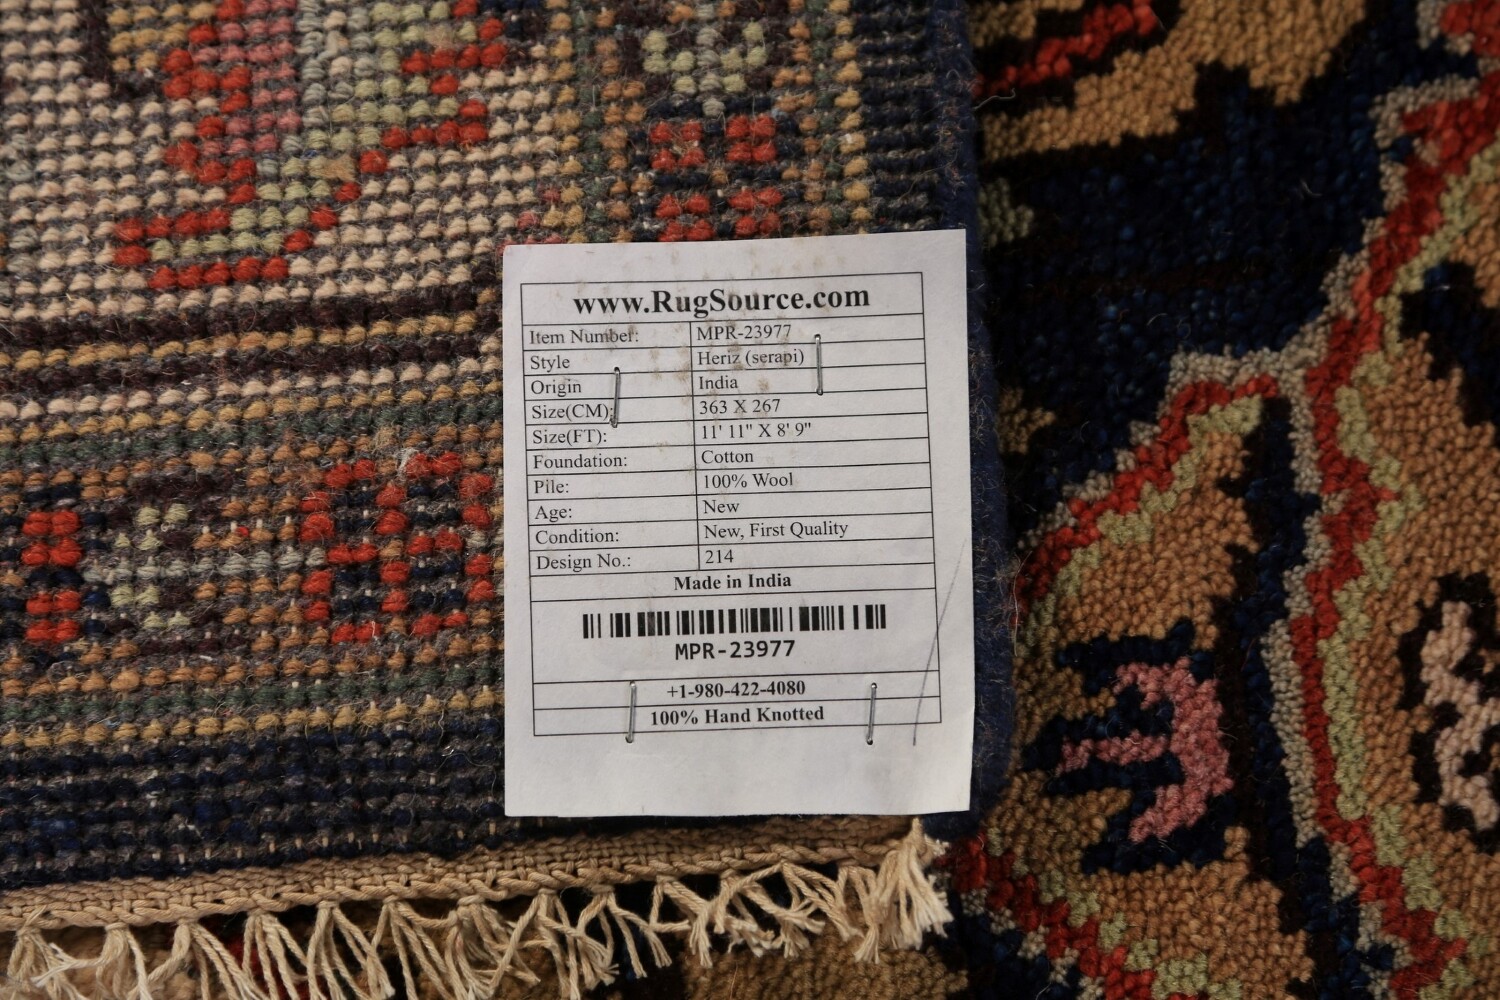 www.RugSource.com
Item Number: MPR-23977
Style Heriz (serapi)
Origin India
Size(CM): 363 X 267
Size(FT): 11' 11" X 8' 9"
Foundation: Cotton
Pile: 100% Wool
Age: New
Condition: New, First Quality
Design No.: 214
Made in India
MPR-23977
+1-980-422-4080
100% Hand Knotted